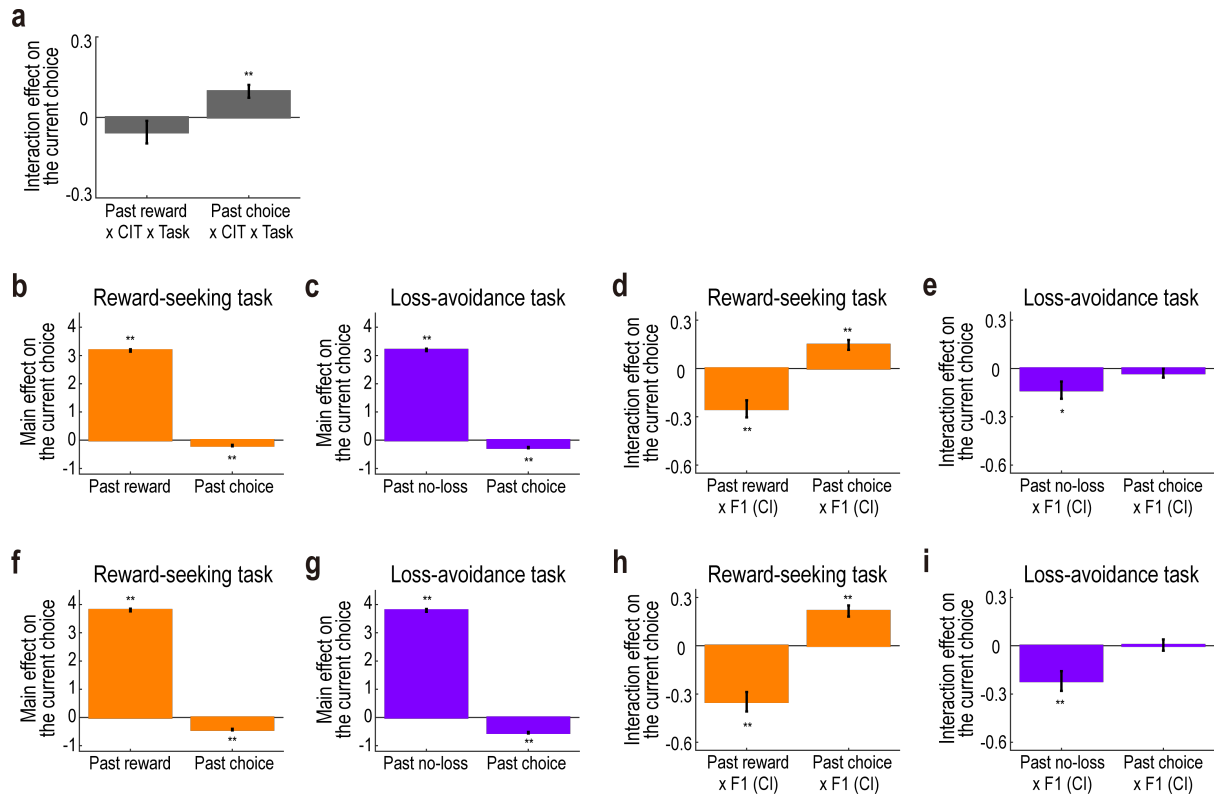 a
Interaction effect on
the current choice
0.3
0
-0.3
**
Past reward
x CIT x Task
Past choice
x CIT x Task
b
Reward-seeking task
Main effect on
the current choice
4
3
2
1
0
-1
**
**
Past reward
Past choice
c
Loss-avoidance task
Main effect on
the current choice
4
3
2
1
0
-1
**
**
Past no-loss
Past choice
d
Reward-seeking task
Interaction effect on
the current choice
0.3
0
-0.3
-0.6
**
**
Past reward
x F1 (CI)
Past choice
x F1 (CI)
e
Loss-avoidance task
Interaction effect on
the current choice
0.3
0
-0.3
-0.6
*
Past no-loss
x F1 (CI)
Past choice
x F1 (CI)
f
Reward-seeking task
Main effect on
the current choice
4
3
2
1
0
-1
**
**
Past reward
Past choice
g
Loss-avoidance task
Main effect on
the current choice
4
3
2
1
0
-1
**
**
Past no-loss
Past choice
h
Reward-seeking task
Interaction effect on
the current choice
0.3
0
-0.3
-0.6
**
**
Past reward
x F1 (CI)
Past choice
x F1 (CI)
i
Loss-avoidance task
Interaction effect on
the current choice
0.3
0
-0.3
-0.6
**
Past no-loss
x F1 (CI)
Past choice
x F1 (CI)